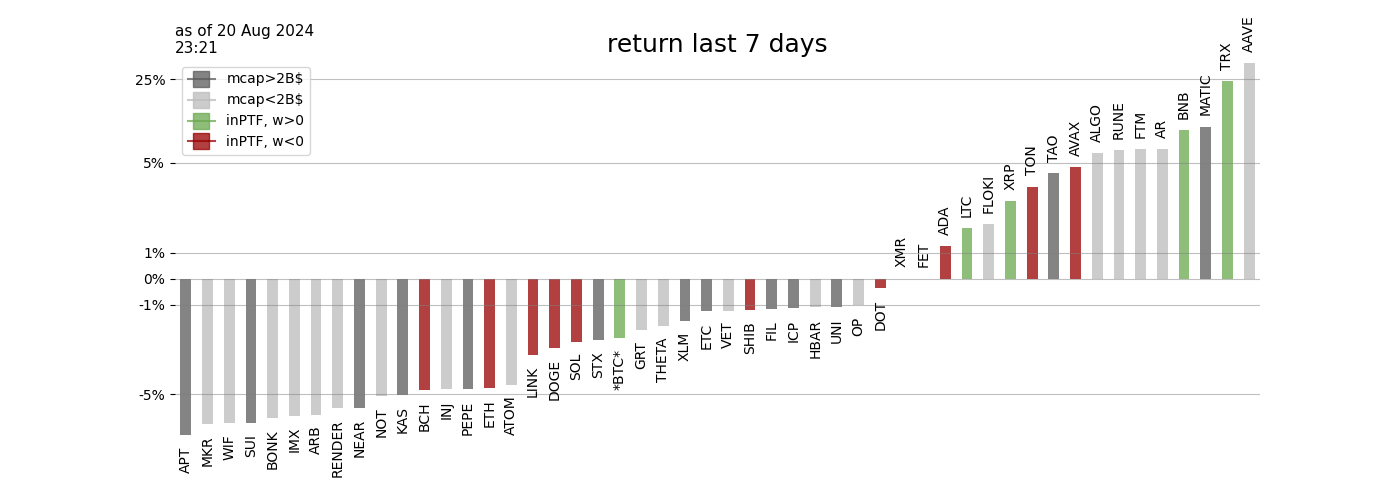 as of 20 Aug 2024
23:21
return last 7 days
mcap>2B$
mcap<2B$
inPTF, w>0
inPTF, w<0
25%
5%
1%
0%
-1%
-5%
APT
MKR
WIF
SUI
BONK
IMX
ARB
RENDER
NEAR
NOT
KAS
BCH
INJ
PEPE
ETH
ATOM
LINK
DOGE
SOL
STX
*BTC*
GRT
THETA
XLM
ETC
VET
SHIB
FIL
ICP
HBAR
UNI
OP
DOT
XMR
FET
ADA
LTC
FLOKI
XRP
TON
TAO
AVAX
ALGO
RUNE
FTM
AR
BNB
MATIC
TRX
AAVE